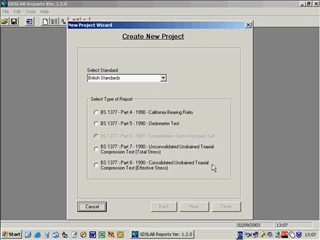 GDSLAB Reports Ver. 1.2.0
File Edit Tools
New Project Wizard
Create New Project
Select Standard:
British Standards
Select Type of Report
BS 1377 - Part 4 - 1990 - California Bearing Ratio
BS 1377 - Part 5 - 1990 - Oedometer Test
BS 1377 - Part 6 - 1990 - Consolidation Test in Hydraulic Cell
BS 1377 - Part 7 - 1990 - Unconsolidated Undrained Triaxial
Compression Test (Total Stress)
BS 1377 - Part 8 - 1990 - Consolidated Undrained Triaxial
Compression Test (Effective Stress)
Cancel Back Next Finish
02/09/2003 13:07
Start 13:07